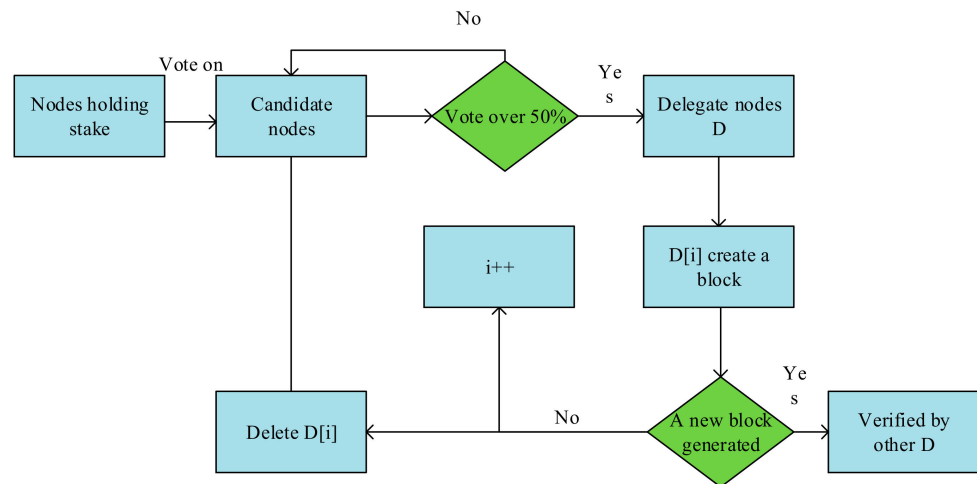 No
Vote on
Nodes holding
stake
Candidate
nodes
Vote over 50%
Ye
s
Delegate nodes
D
i++
D[i] create a
block
Delete D[i]
No
A new block
generated
Ye
s
Verified by
other D